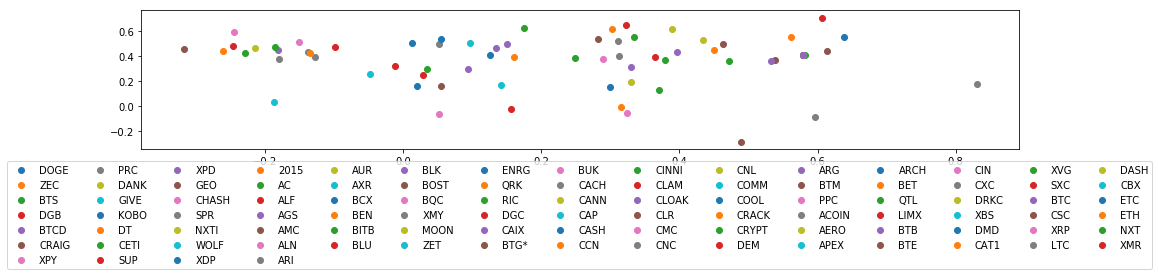 0.6
0.4
0.2
0.0
−0.2
−0.2 0.0 0.2 0.4 0.6 0.8
DOGE PRC XPD 2015 AUR BLK ENRG BUK CINNI CNL ARG ARCH CIN XVG DASH
ZEC DANK GEO AC AXR BOST QRK CACH CLAM COMM BTM BET CXC SXC CBX
BTS GIVE CHASH ALF BCX BQC RIC CANN CLOAK COOL PPC QTL DRKC BTC ETC
DGB KOBO SPR AGS BEN XMY DGC CAP CLR CRACK ACOIN LIMX XBS CSC ETH
BTCD DT NXTI AMC BITB MOON CAIX CASH CMC CRYPT AERO BTB DMD XRP NXT
CRAIG CETI WOLF ALN BLU ZET BTG* CCN CNC DEM APEX BTE CAT1 LTC XMR
XPY SUP XDP ARI